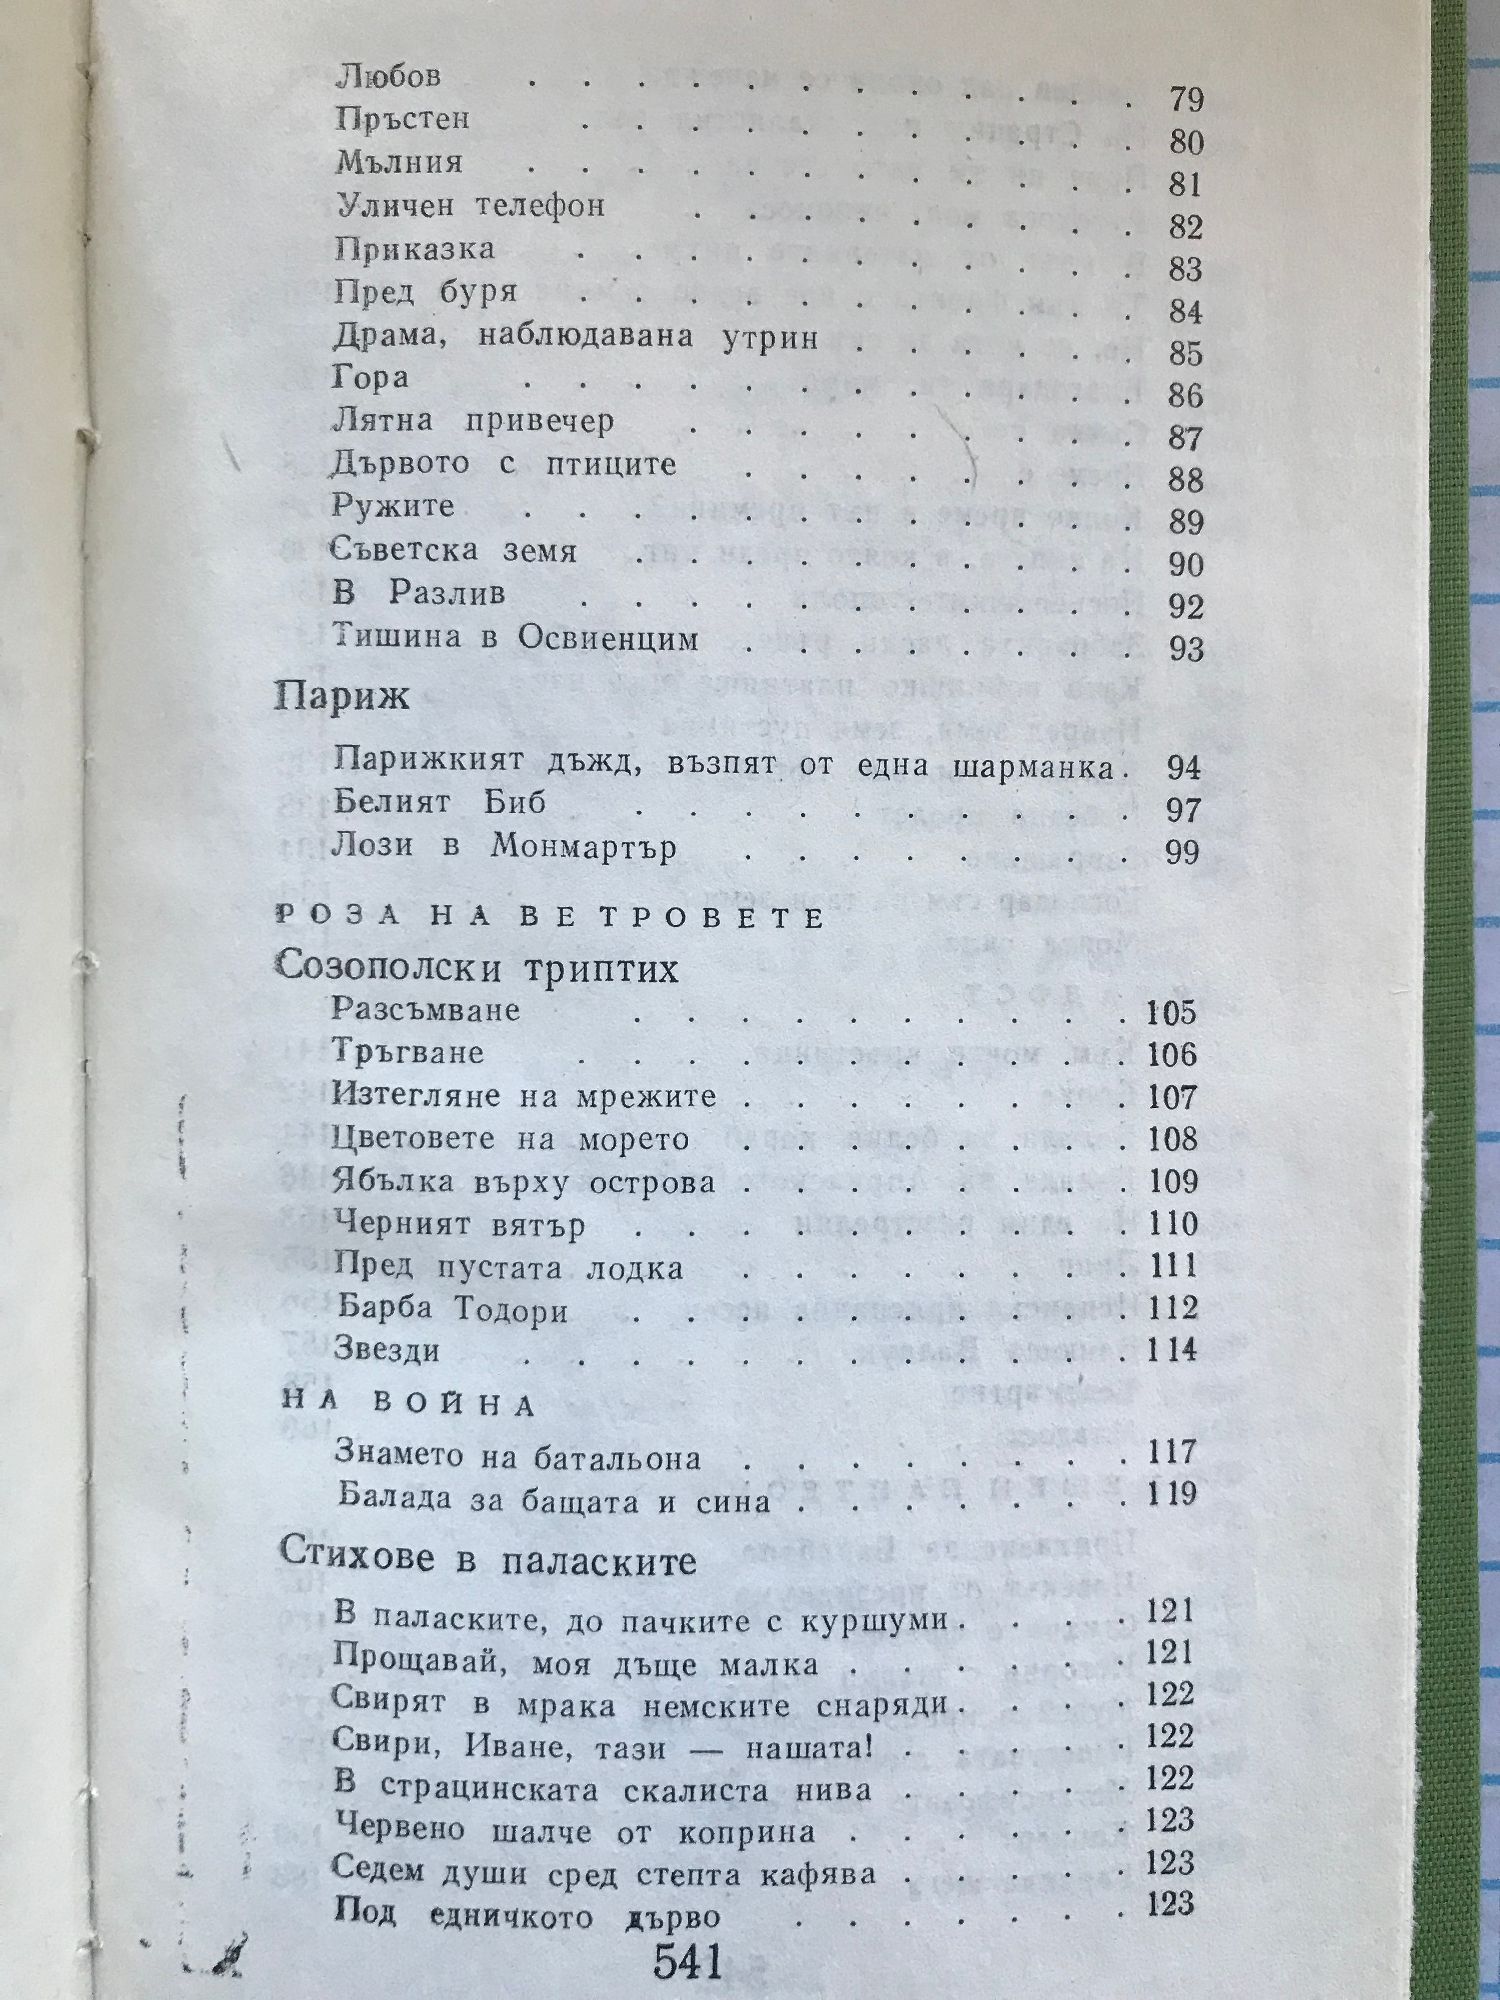 Любов . . . . . . . . . . . . 79
Пръстен . . . . . . . . . . . 80
Мълния . . . . . . . . . . . . 81
Уличен телефон . . . . . . . . . 82
Приказка . . . . . . . . . . . 83
Пред буря . . . . . . . . . . . 84
Драма, наблюдавана утрин . . . . . . 85
Гора . . . . . . . . . . . . 86
Лятна привечер . . . . . . . . . 87
Дървото с птиците . . . . . . . . 88
Ружите . . . . . . . . . . . . 89
Съветска земя . . . . . . . . . . 90
В Разлив . . . . . . . . . . . 92
Тишина в Освиенцим . . . . . . . . 93
Париж
Парижкият дъжд, възпят от една шарманка. 94
Белият Биб . . . . . . . . . . 97
Лози в Монмартър . . . . . . . . 99
РОЗА НА ВЕТРОВЕТЕ
Созополски триптих
Разсъмване . . . . . . . . . . 105
Тръгване . . . . . . . . . . . 106
Изтегляне на мрежите . . . . . . . . 107
Цветовете на морето . . . . . . . . 108
Ябълка върху острова . . . . . . . . 109
Черният вятър . . . . . . . . . . 110
Пред пустата лодка . . . . . . . . 111
Барба Тодори . . . . . . . . . . 112
Звезди . . . . . . . . . . . . 114
НА ВОЙНА
Знамето на батальона . . . . . . . . 117
Балада за бащата и сина . . . . . . . 119
Стихове в паласките
В паласките, до пачките с куршуми . . . . 121
Прощавай, моя дъще малка . . . . . . 121
Свирят в мрака немските снаряди . . . . 122
Свири, Иване, тази — нашата! . . . . . 122
В страцинската скалиста нива . . . . . 122
Червено шалче от коприна . . . . . . 123
Седем души сред степта кафява . . . . . 123
Под едничкото дърво . . . . . . . 123
541